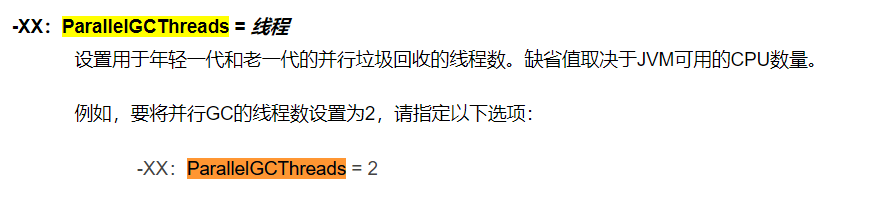 -XX：ParallelGCThreads = 线程
设置用于年轻一代和老一代的并行垃圾回收的线程数。缺省值取决于JVM可用的CPU数量。
例如，要将并行GC的线程数设置为2，请指定以下选项：
-XX：ParallelGCThreads = 2